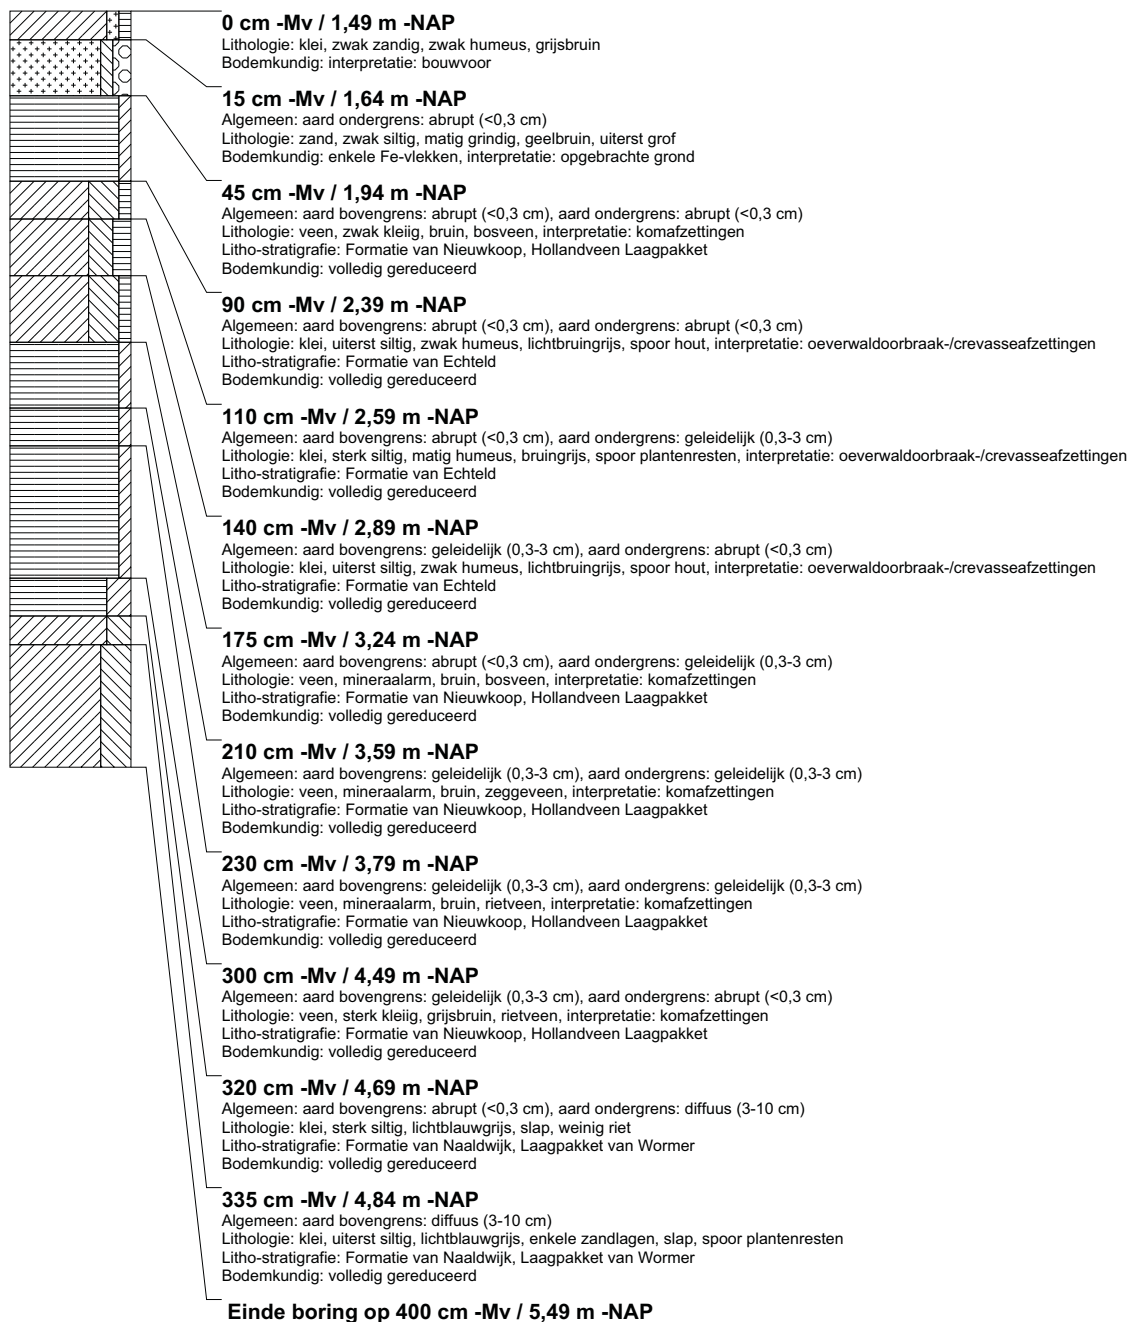 0 cm -Mv / 1,49 m -NAP
Lithologie: klei, zwak zandig, zwak humeus, grijsbruin
Bodemkundig: interpretatie: bouwvoor
15 cm -Mv / 1,64 m -NAP
Algemeen: aard ondergrens: abrupt (<0,3 cm)
Lithologie: zand, zwak siltig, matig grindig, geelbruin, uiterst grof
Bodemkundig: enkele Fe-vlekken, interpretatie: opgebrachte grond
45 cm -Mv / 1,94 m -NAP
Algemeen: aard bovengrens: abrupt (<0,3 cm), aard ondergrens: abrupt (<0,3 cm)
Lithologie: veen, zwak kleiig, bruin, bosveen, interpretatie: komafzettingen
Litho-stratigrafie: Formatie van Nieuwkoop, Hollandveen Laagpakket
Bodemkundig: volledig gereduceerd
90 cm -Mv / 2,39 m -NAP
Algemeen: aard bovengrens: abrupt (<0,3 cm), aard ondergrens: abrupt (<0,3 cm)
Lithologie: klei, uiterst siltig, zwak humeus, lichtbruingrijs, spoor hout, interpretatie: oeverwaldoorbraak-/crevasseafzettingen
Litho-stratigrafie: Formatie van Echteld
Bodemkundig: volledig gereduceerd
110 cm -Mv / 2,59 m -NAP
Algemeen: aard bovengrens: abrupt (<0,3 cm), aard ondergrens: geleidelijk (0,3-3 cm)
Lithologie: klei, sterk siltig, matig humeus, bruingrijs, spoor plantenresten, interpretatie: oeverwaldoorbraak-/crevasseafzettingen
Litho-stratigrafie: Formatie van Echteld
Bodemkundig: volledig gereduceerd
140 cm -Mv / 2,89 m -NAP
Algemeen: aard bovengrens: geleidelijk (0,3-3 cm), aard ondergrens: abrupt (<0,3 cm)
Lithologie: klei, uiterst siltig, zwak humeus, lichtbruingrijs, spoor hout, interpretatie: oeverwaldoorbraak-/crevasseafzettingen
Litho-stratigrafie: Formatie van Echteld
Bodemkundig: volledig gereduceerd
175 cm -Mv / 3,24 m -NAP
Algemeen: aard bovengrens: abrupt (<0,3 cm), aard ondergrens: geleidelijk (0,3-3 cm)
Lithologie: veen, mineraalarm, bruin, bosveen, interpretatie: komafzettingen
Litho-stratigrafie: Formatie van Nieuwkoop, Hollandveen Laagpakket
Bodemkundig: volledig gereduceerd
210 cm -Mv / 3,59 m -NAP
Algemeen: aard bovengrens: geleidelijk (0,3-3 cm), aard ondergrens: geleidelijk (0,3-3 cm)
Lithologie: veen, mineraalarm, bruin, zeggeveen, interpretatie: komafzettingen
Litho-stratigrafie: Formatie van Nieuwkoop, Hollandveen Laagpakket
Bodemkundig: volledig gereduceerd
230 cm -Mv / 3,79 m -NAP
Algemeen: aard bovengrens: geleidelijk (0,3-3 cm), aard ondergrens: geleidelijk (0,3-3 cm)
Lithologie: veen, mineraalarm, bruin, rietveen, interpretatie: komafzettingen
Litho-stratigrafie: Formatie van Nieuwkoop, Hollandveen Laagpakket
Bodemkundig: volledig gereduceerd
300 cm -Mv / 4,49 m -NAP
Algemeen: aard bovengrens: geleidelijk (0,3-3 cm), aard ondergrens: abrupt (<0,3 cm)
Lithologie: veen, sterk kleiig, grijsbruin, rietveen, interpretatie: komafzettingen
Litho-stratigrafie: Formatie van Nieuwkoop, Hollandveen Laagpakket
Bodemkundig: volledig gereduceerd
320 cm -Mv / 4,69 m -NAP
Algemeen: aard bovengrens: abrupt (<0,3 cm), aard ondergrens: diffuus (3-10 cm)
Lithologie: klei, sterk siltig, lichtblauwgrijs, slap, weinig riet
Litho-stratigrafie: Formatie van Naaldwijk, Laagpakket van Wormer
Bodemkundig: volledig gereduceerd
335 cm -Mv / 4,84 m -NAP
Algemeen: aard bovengrens: diffuus (3-10 cm)
Lithologie: klei, uiterst siltig, lichtblauwgrijs, enkele zandlagen, slap, spoor plantenresten
Litho-stratigrafie: Formatie van Naaldwijk, Laagpakket van Wormer
Bodemkundig: volledig gereduceerd
Einde boring op 400 cm -Mv / 5,49 m -NAP